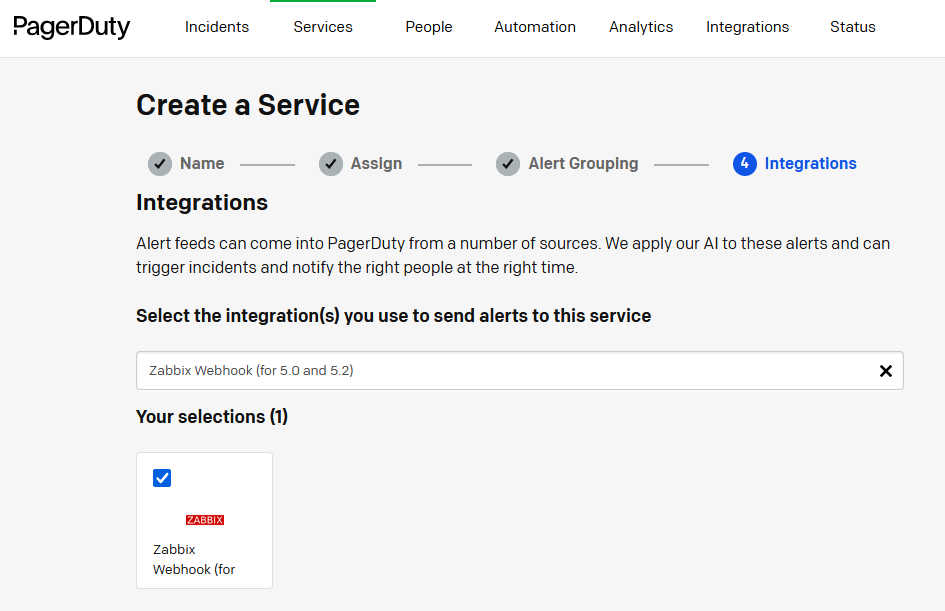 PagerDuty Incidents Services People Automation Analytics Integrations Status
Create a Service
Name Assign Alert Grouping 4 Integrations
Integrations
Alert feeds can come into PagerDuty from a number of sources. We apply our AI to these alerts and can
trigger incidents and notify the right people at the right time.
Select the integration(s) you use to send alerts to this service
Zabbix Webhook (for 5.0 and 5.2)
Your selections (1)
ZABBIX
Zabbix
Webhook (for